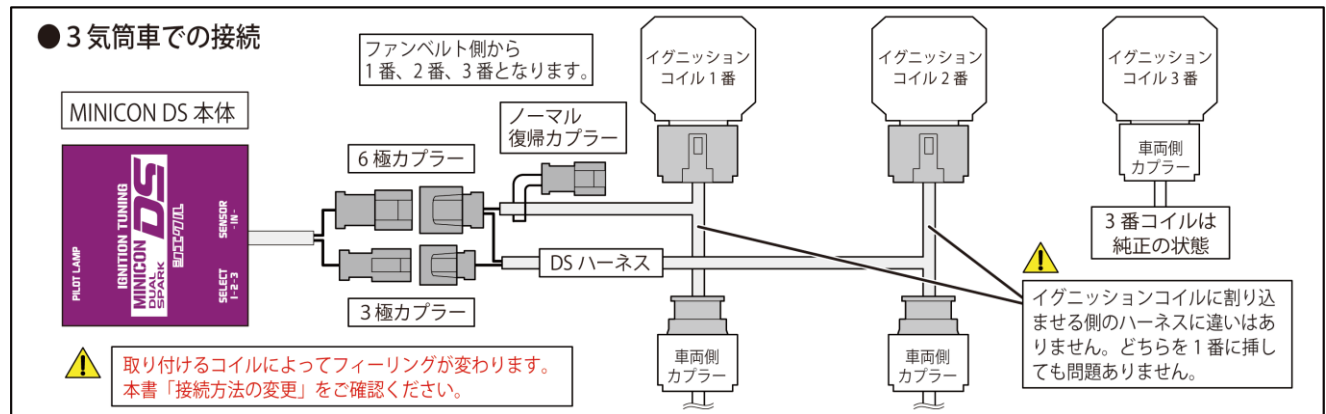 ●３気筒車での接続
ファンベルト側から
１番、２番、３番となります。
MINICON DS 本体
６極カプラー
ノーマル
復帰カプラー
イグニッション
コイル１番
イグニッション
コイル２番
イグニッション
コイル３番
車両側
カプラー
３番コイルは
純正の状態
PILOT LAMP
IGNITION TUNING
MINICON DS
DUAL
SPARK
シエクル
SELECT
1-2-3
SENSOR
-IN-
DS ハーネス
３極カプラー
車両側
カプラー
車両側
カプラー
イグニッションコイルに割り込
ませる側のハーネスに違いはあ
りません。どちらを１番に挿し
ても問題ありません。
取り付けるコイルによってフィーリングが変わります。
本書「接続方法の変更」をご確認ください。